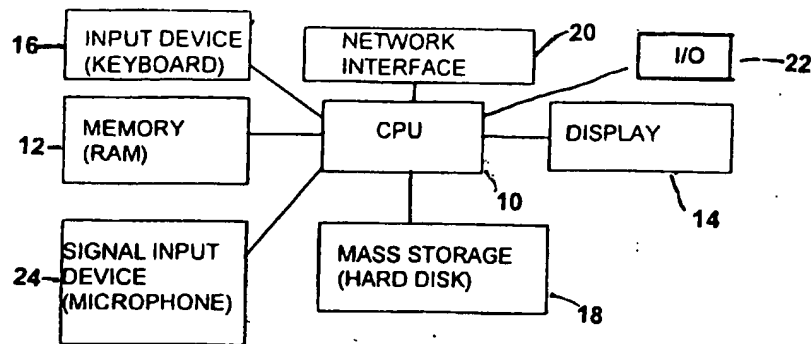 16
INPUT DEVICE
(KEYBOARD)
NETWORK
INTERFACE
20
I/O
22
12
MEMORY
(RAM)
CPU
10
DISPLAY
14
24
SIGNAL INPUT
DEVICE
(MICROPHONE)
MASS STORAGE
(HARD DISK)
18